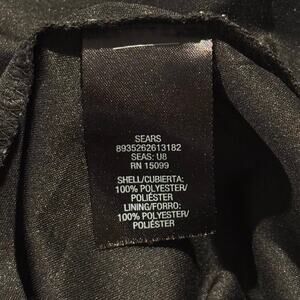 SEARS
8935262613182
SEAS: U8
RN 15099
SHELL/CUBIERTA:
100% POLYESTER/
POLIÉSTER
LINING/FORRO:
100% POLYESTER/
POLIÉSTER